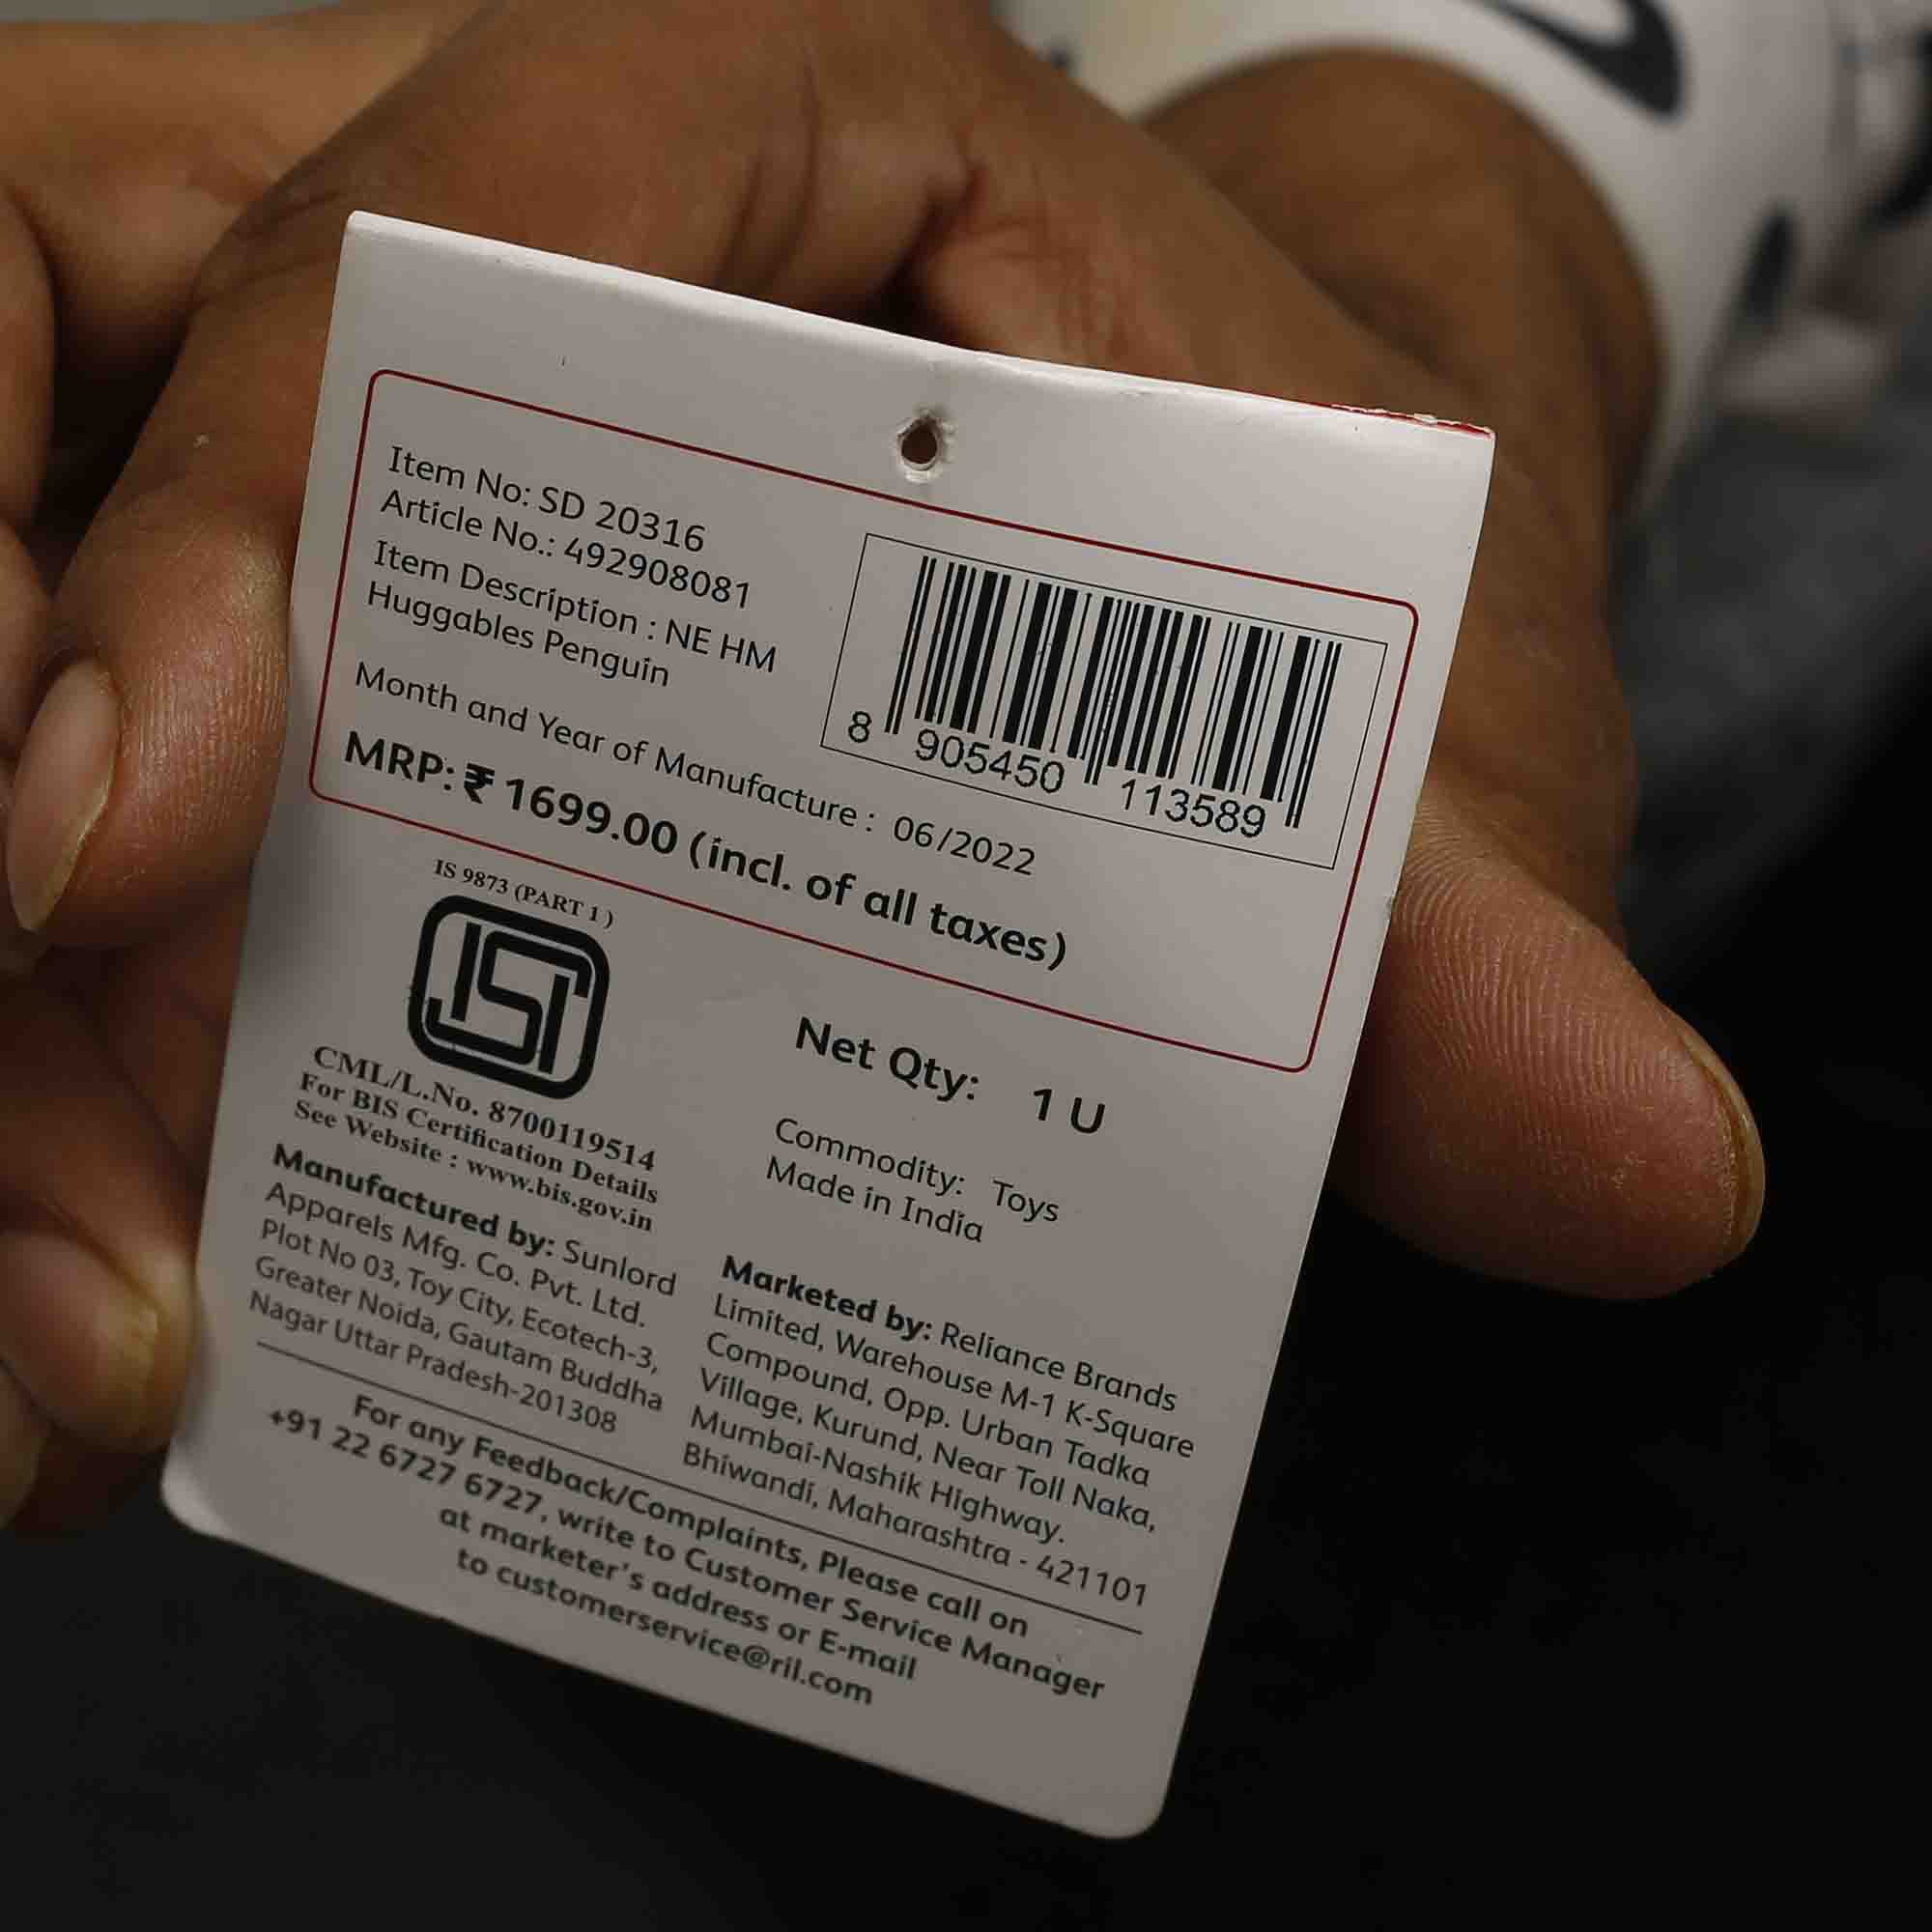 Item No: SD 20316
Article No.: 492908081
Item Description : NE HM
Huggables Penguin
Month and Year of Manufacture : 06/2022
MRP: ₹ 1699.00 (incl. of all taxes)
8 905450 113589
IS 9873 (PART 1 )
ISI
CML/L.No. 8700119514
For BIS Certification Details
See Website : www.bis.gov.in
Net Qty: 1 U
Commodity: Toys
Made in India
Manufactured by: Sunlord
Apparels Mfg. Co. Pvt. Ltd.
Plot No 03, Toy City, Ecotech-3,
Greater Noida, Gautam Buddha
Nagar Uttar Pradesh-201308
Marketed by: Reliance Brands
Limited, Warehouse M-1 K-Square
Compound, Opp. Urban Tadka
Village, Kurund, Near Toll Naka,
Mumbai-Nashik Highway.
Bhiwandi, Maharashtra - 421101
For any Feedback/Complaints, Please call on
+91 22 6727 6727, write to Customer Service Manager
at marketer's address or E-mail
to customerservice@ril.com